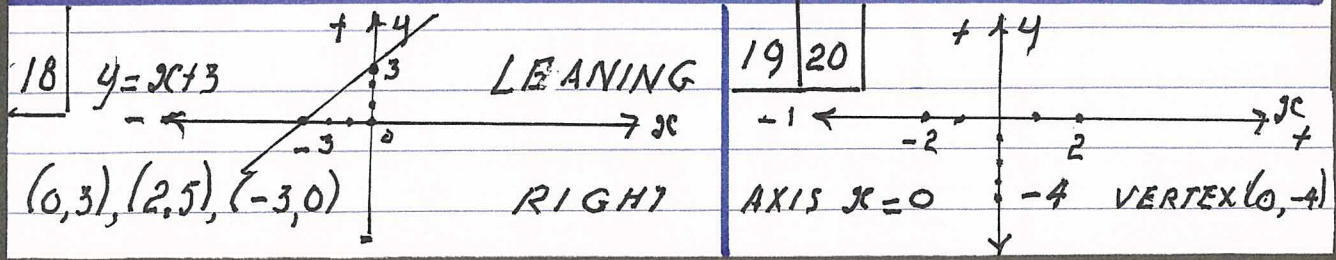 + y
18 y=x+3 3 LEANING
- -3 0 x
(0,3), (2,5), (-3,0) RIGHT
-
+ y
19 20
-1 -2 2 x +
AXIS x=0 -4 VERTEX (0,-4)